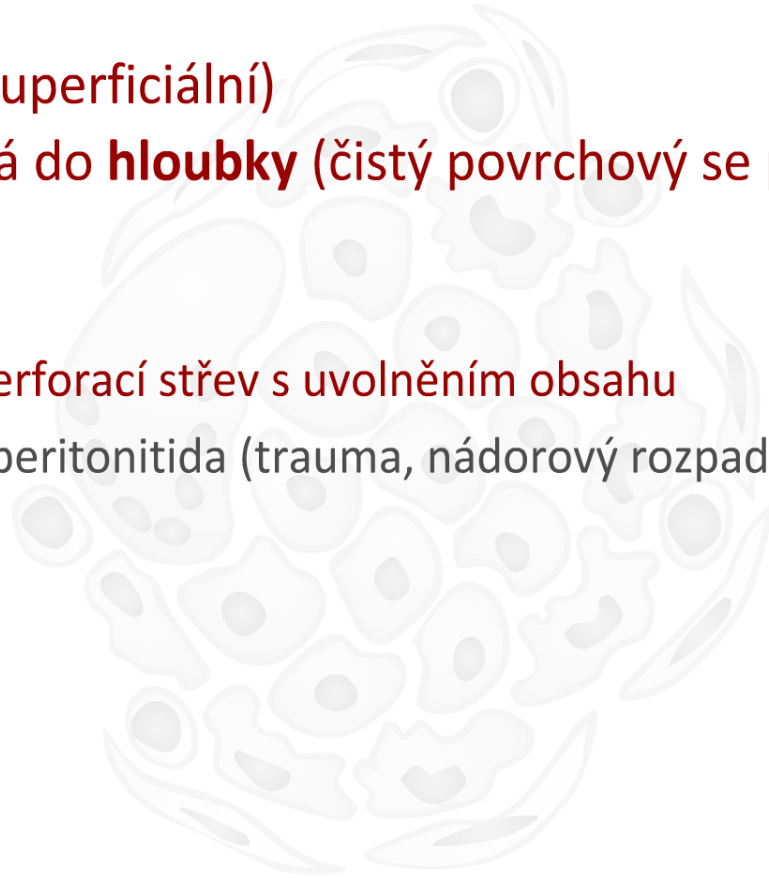 uperficiální)
á do hloubky (čistý povrchový se
erforací střev s uvolněním obsahu
peritonitida (trauma, nádorový rozpad